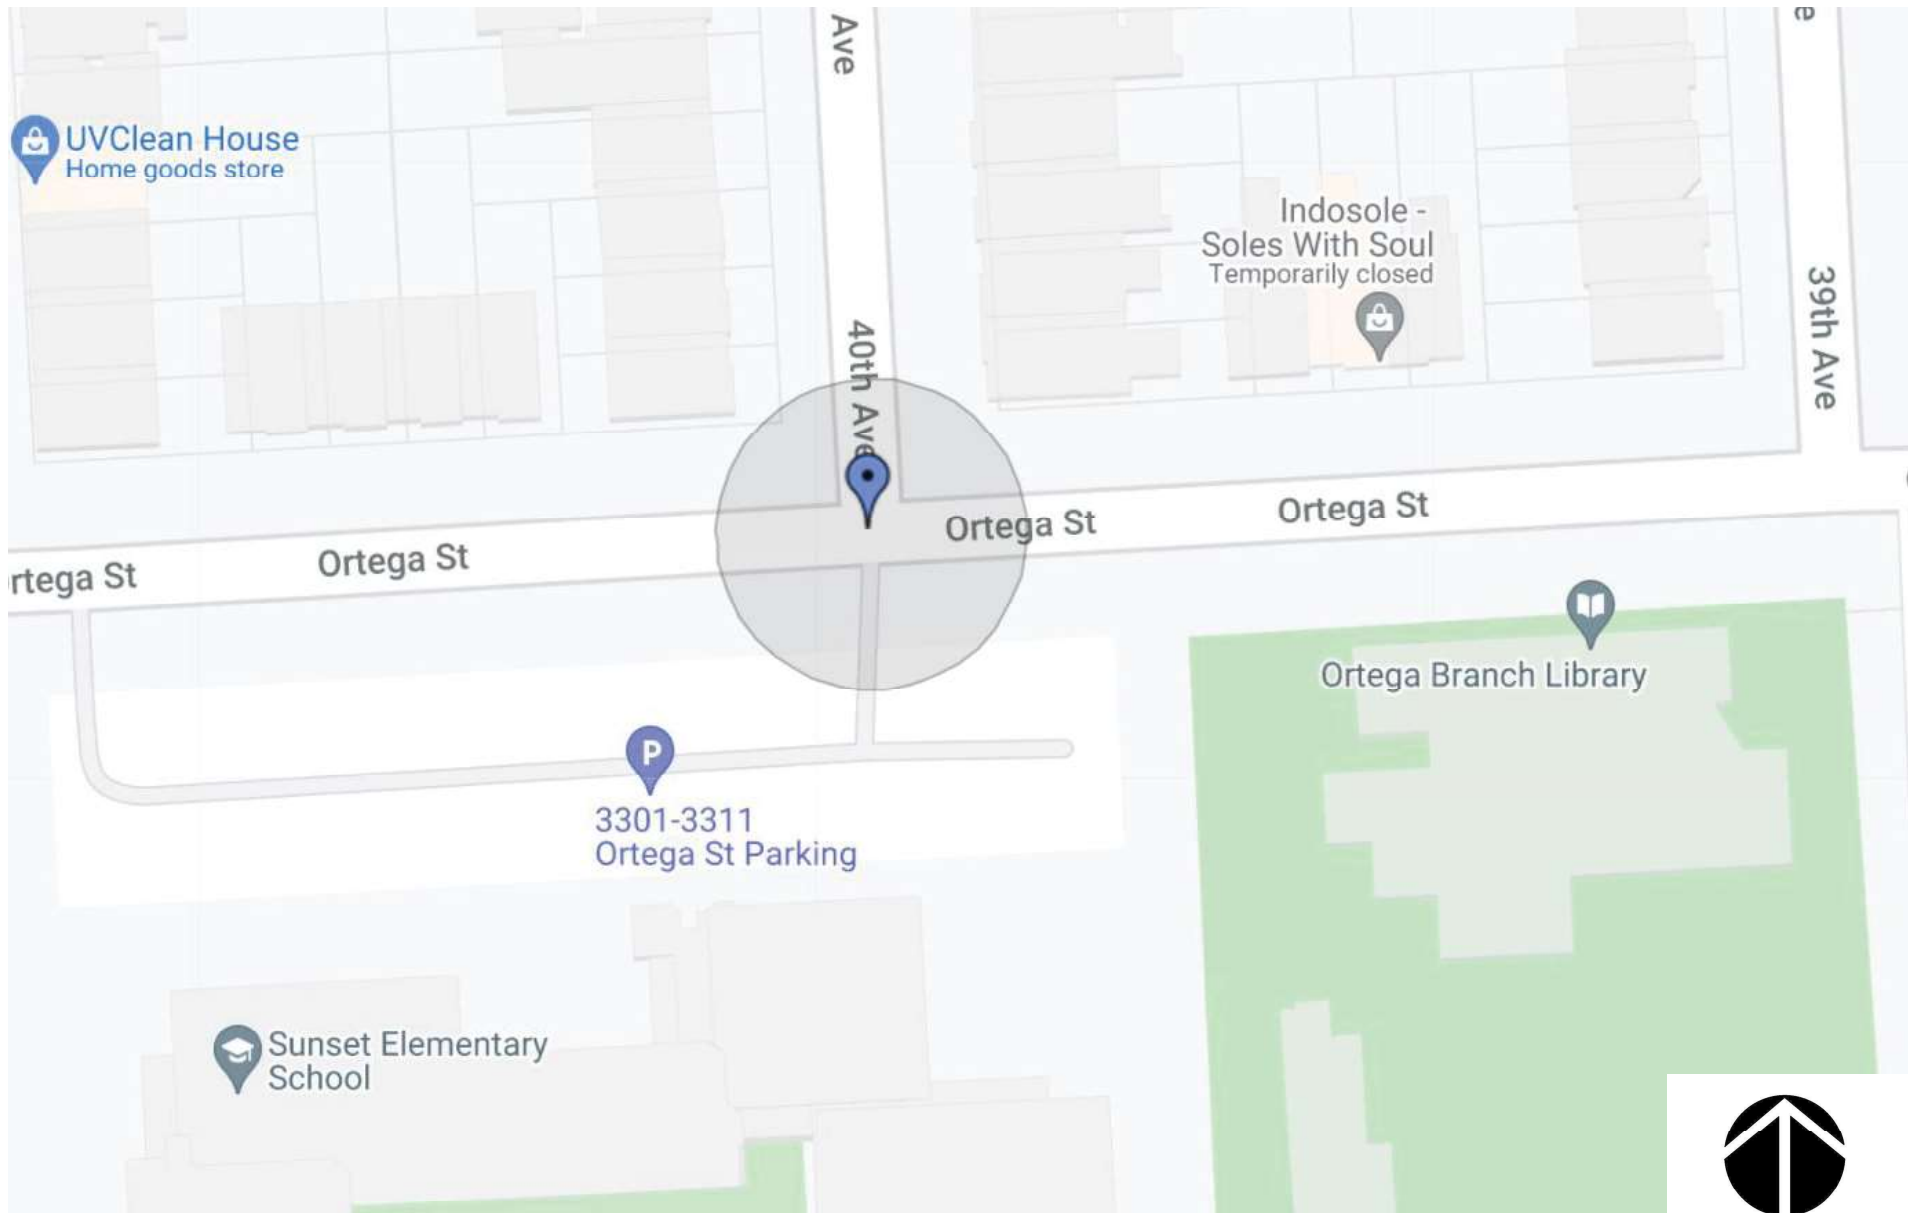 Ave
e
UVClean House
Home goods store
Indosole -
Soles With Soul
Temporarily closed
39th Ave
40th Ave
Ortega St
Ortega St
Ortega St
rtega St
Ortega Branch Library
P
3301-3311
Ortega St Parking
Sunset Elementary
School